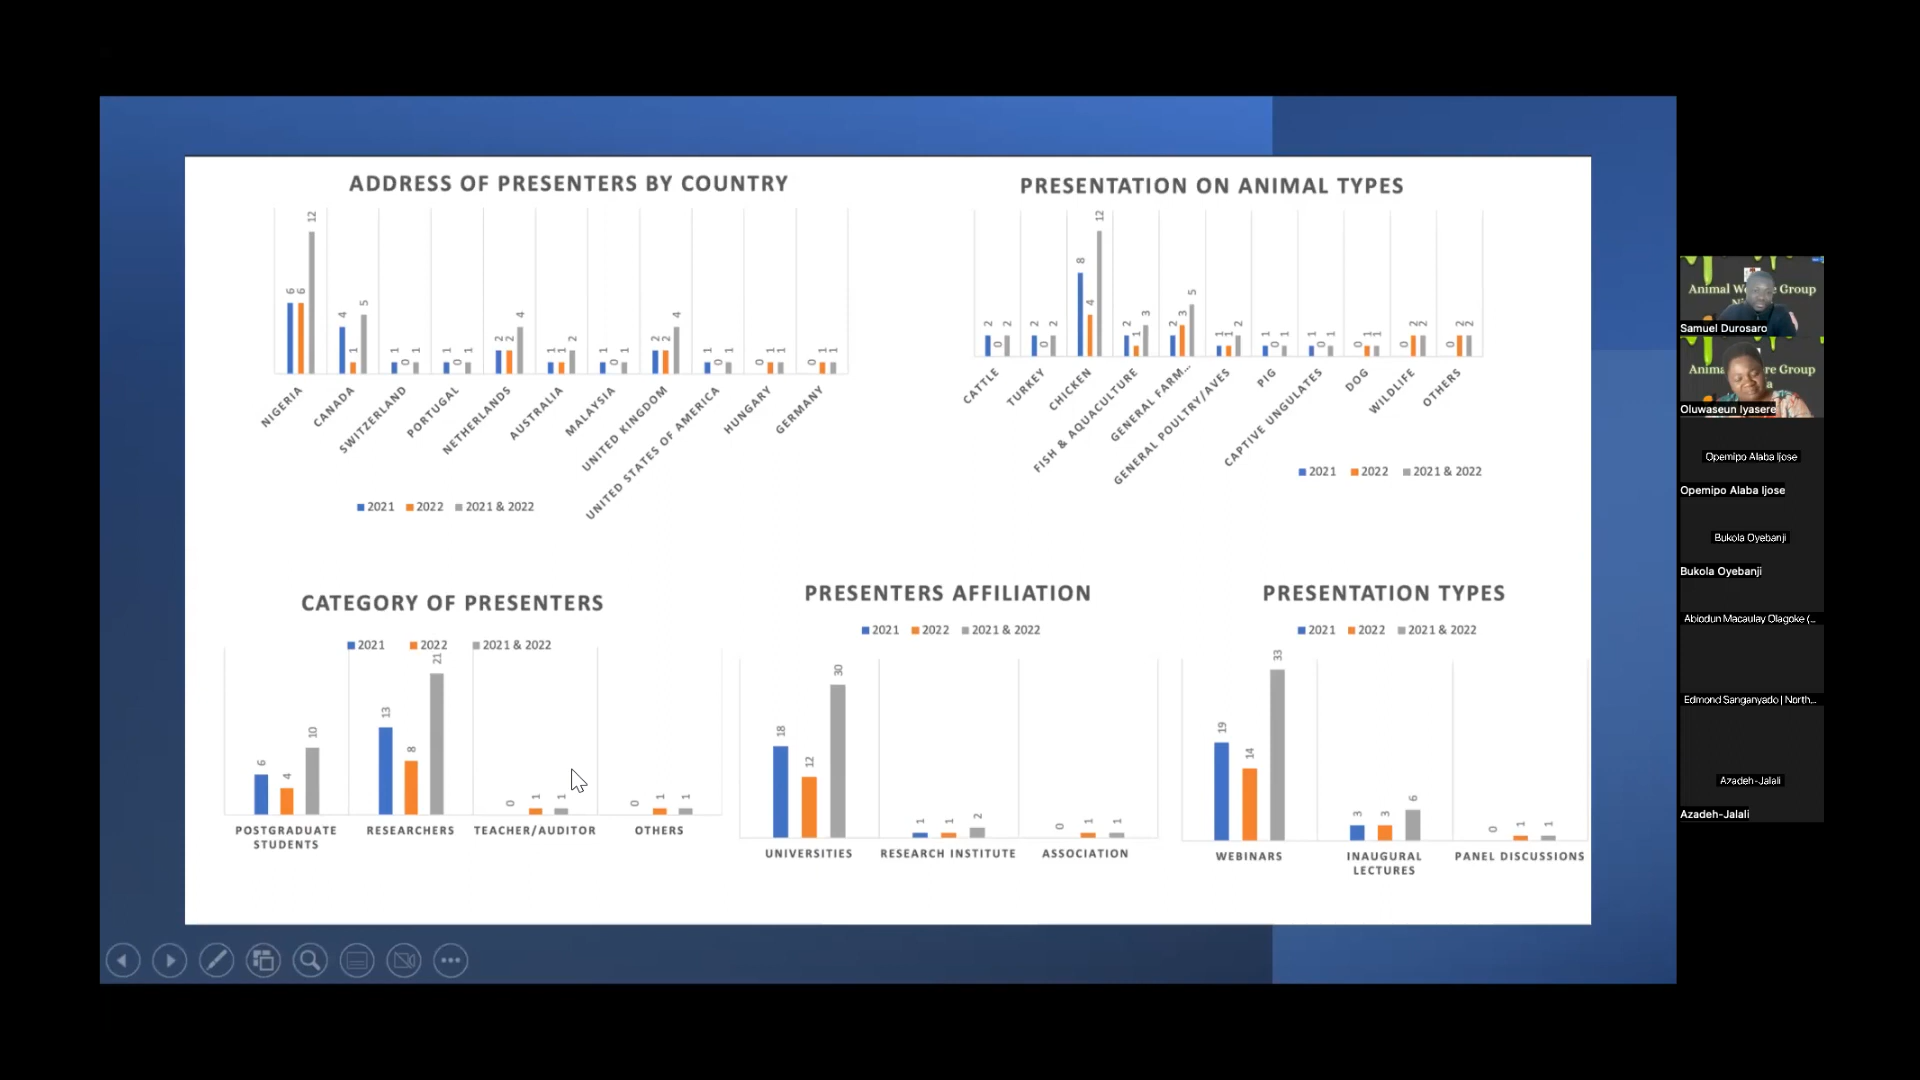 ADDRESS OF PRESENTERS BY COUNTRY
6 6 12
4 1 5
1 0 1
1 0 1
2 2 4
1 1 2
1 0 1
2 2 4
1 0 1
0 1 1
0 1 1
NIGERIA
CANADA
SWITZERLAND
PORTUGAL
NETHERLANDS
AUSTRALIA
MALAYSIA
UNITED KINGDOM
UNITED STATES OF AMERICA
HUNGARY
GERMANY
2021 2022 2021 & 2022
PRESENTATION ON ANIMAL TYPES
2 0 2
2 0 2
8 4 12
2 1 3
2 3 5
1 1 2
1 0 1
1 0 1
0 1 1
0 2 2
0 2 2
CATTLE
TURKEY
CHICKEN
FISH & AQUACULTURE
GENERAL FARM...
GENERAL POULTRY/AVES
PIG
CAPTIVE UNGULATES
DOG
WILDLIFE
OTHERS
2021 2022 2021 & 2022
CATEGORY OF PRESENTERS
2021 2022 2021 & 2022
6 4 10
13 8 21
0 1 1
0 1 1
POSTGRADUATE
STUDENTS
RESEARCHERS
TEACHER/AUDITOR
OTHERS
PRESENTERS AFFILIATION
2021 2022 2021 & 2022
18 12 30
1 1 2
0 1 1
UNIVERSITIES
RESEARCH INSTITUTE
ASSOCIATION
PRESENTATION TYPES
2021 2022 2021 & 2022
19 14 33
3 3 6
0 1 1
WEBINARS
INAUGURAL
LECTURES
PANEL DISCUSSIONS
Animal Group
Samuel Durosaro
Group
Oluwaseun Iyasere
Opemipo Alaba Ijose
Opemipo Alaba Ijose
Bukola Oyebanji
Bukola Oyebanji
Abiodun Macaulay Olagoke (...
Edmond Sanganyado | North...
Azadeh-Jalali
Azadeh-Jalali